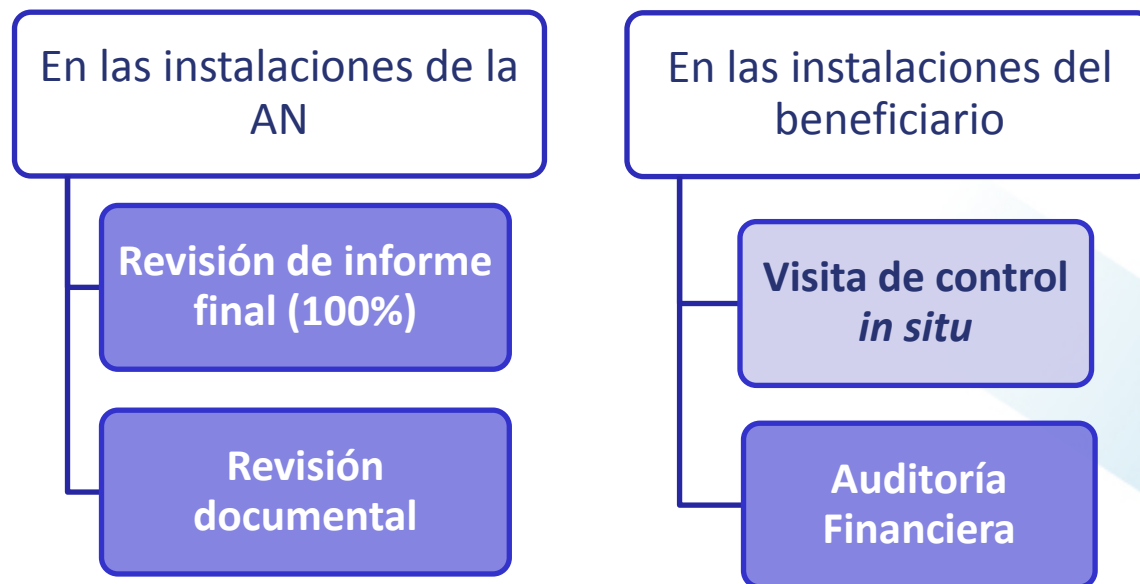 En las instalaciones de la
AN
Revisión de informe
final (100%)
Revisión
documental
En las instalaciones del
beneficiario
Visita de control
in situ
Auditoría
Financiera